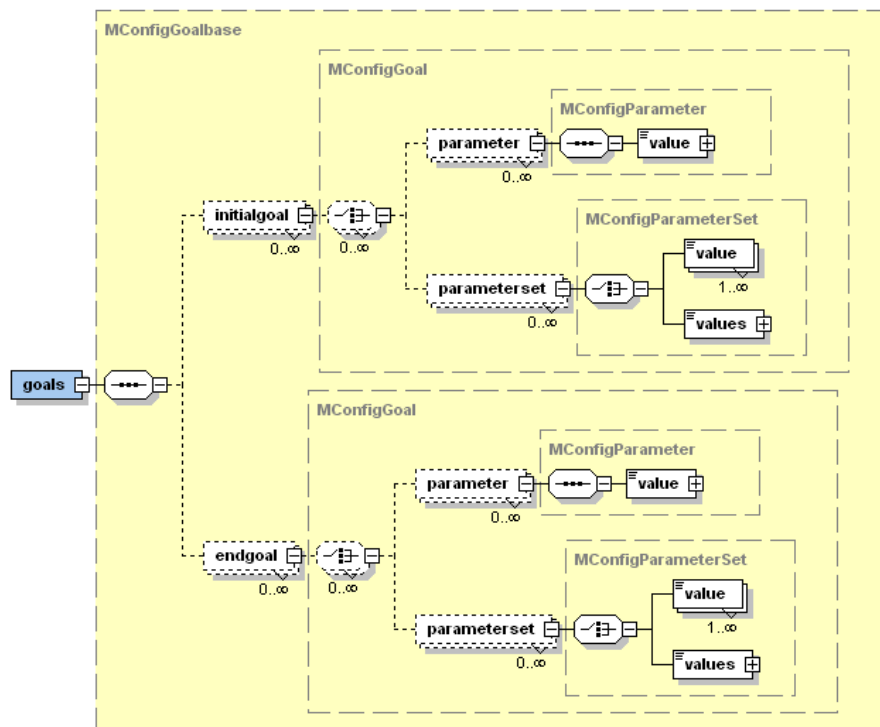 MConfigGoalbase
MConfigGoal
MConfigParameter
parameter
value
0..∞
MConfigParameterSet
initialgoal
value
0..∞
0..∞
parameterset
1..∞
0..∞
values
goals
MConfigGoal
MConfigParameter
parameter
value
0..∞
MConfigParameterSet
endgoal
value
0..∞
0..∞
parameterset
1..∞
0..∞
values